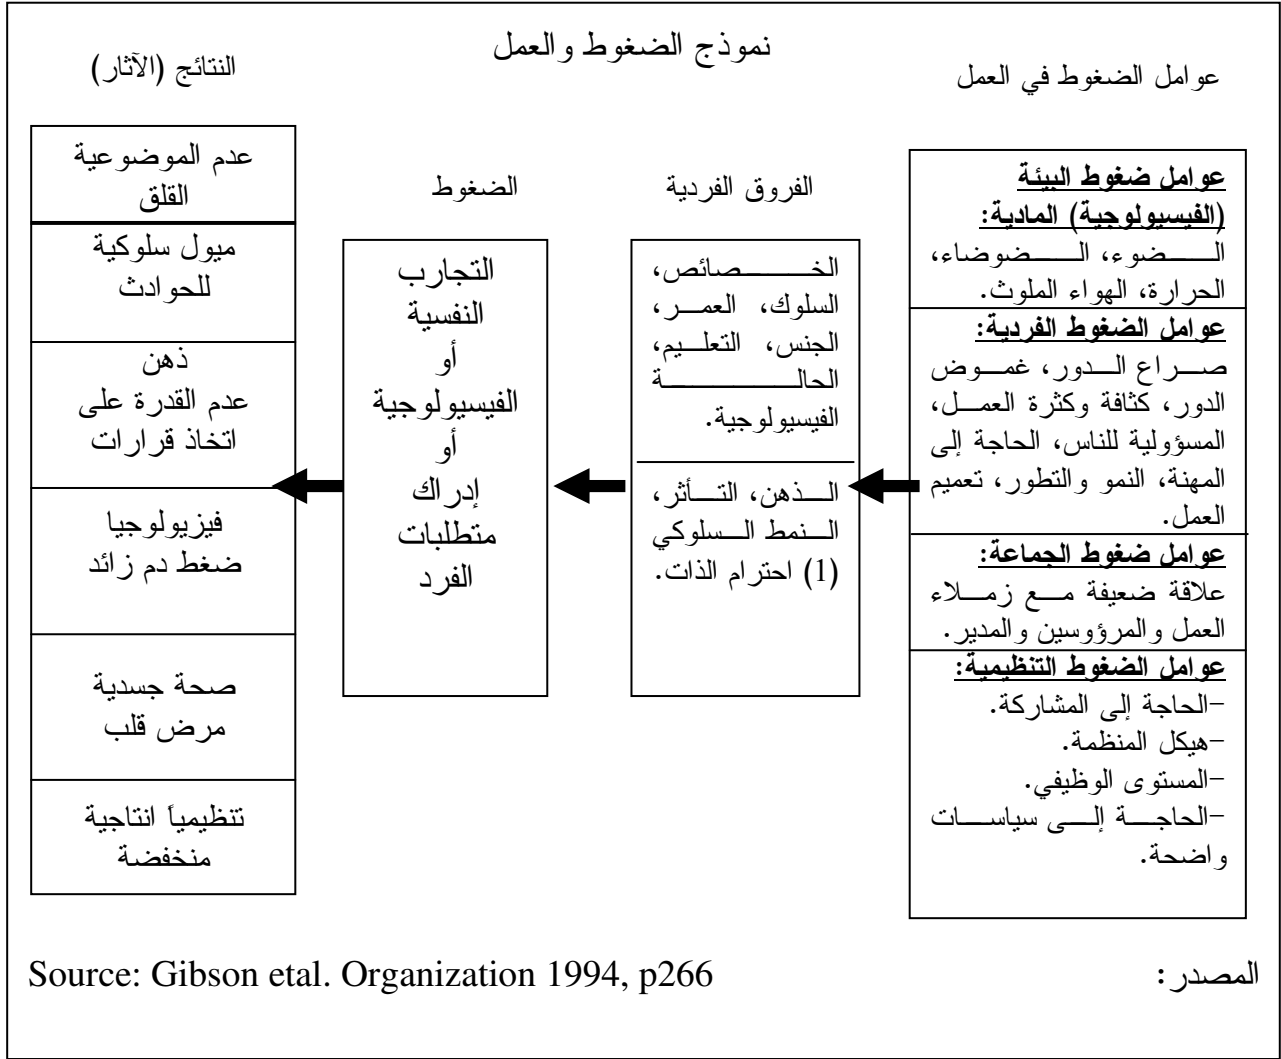 نموذج الضغوط والعمل
عوامل الضغوط في العمل
عوامل ضغوط البيئة
(الفيسيولوجية) المادية:
الضوء، الضوضاء،
الحرارة، الهواء الملوث.
عوامل الضغوط الفردية:
صراع الدور، غموض
الدور، كثافة وكثرة العمل،
المسؤولية للناس، الحاجة إلى
المهنة، النمو والتطور، تعميم
العمل.
عوامل ضغوط الجماعة:
علاقة ضعيفة مع زملاء
العمل والمرؤوسين والمدير.
عوامل الضغوط التنظيمية:
-الحاجة إلى المشاركة.
-هيكل المنظمة.
-المستوى الوظيفي.
-الحاجة إلى سياسات
واضحة.
الفروق الفردية
الخصائص،
السلوك، العمر،
الجنس، التعليم،
الحالة
الفيسيولوجية.
الذهن، التأثر،
النمط السلوكي
(1) احترام الذات.
الضغوط
التجارب
النفسية
أو
الفيسيولوجية
أو
إدراك
متطلبات
الفرد
النتائج (الآثار)
عدم الموضوعية
القلق
ميول سلوكية
للحوادث
ذهن
عدم القدرة على
اتخاذ قرارات
فيزيولوجيا
ضغط دم زائد
صحة جسدية
مرض قلب
تنظيمياً انتاجية
منخفضة
المصدر: Source: Gibson etal. Organization 1994, p266